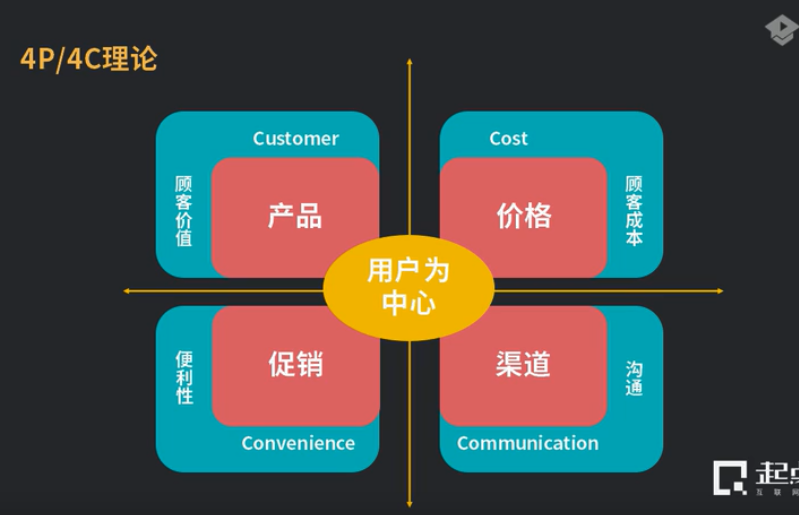 4P/4C理论
Customer
顾客价值
产品
Cost
价格
顾客成本
用户为
中心
便利性
促销
Convenience
渠道
沟通
Communication
起点
互联网